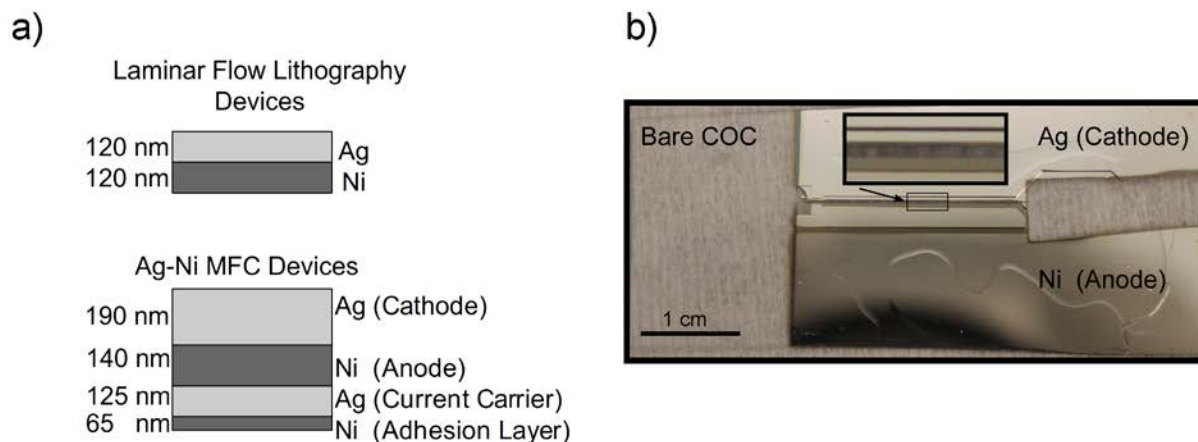 a)
Laminar Flow Lithography
Devices
120 nm
Ag
120 nm
Ni
Ag-Ni MFC Devices
190 nm
Ag (Cathode)
140 nm
Ni (Anode)
125 nm
Ag (Current Carrier)
65 nm
Ni (Adhesion Layer)
b)
Bare COC
Ag (Cathode)
Ni (Anode)
1 cm